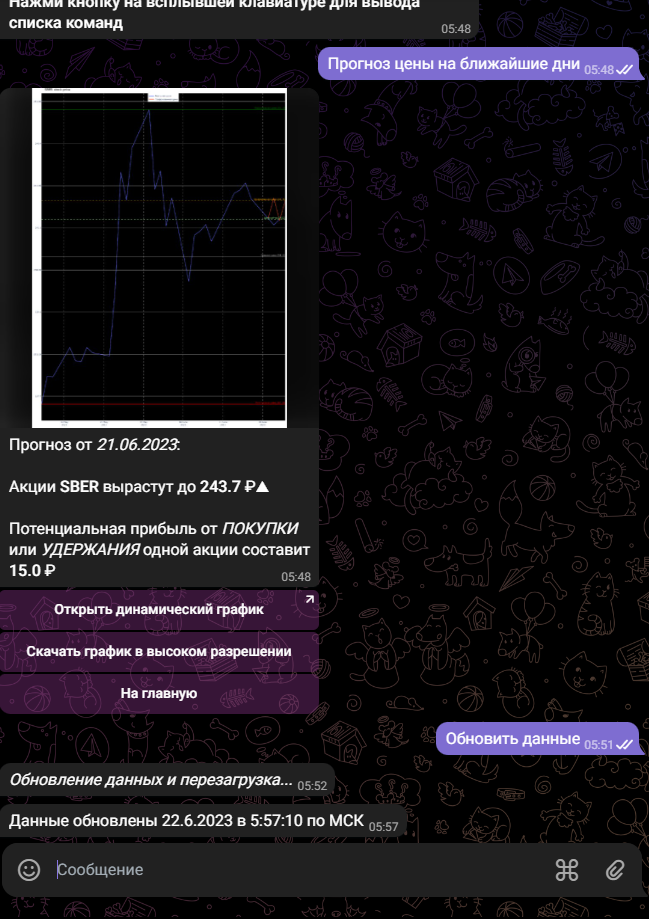 Нажми кнопку на всплывшей клавиатуре для вывода
списка команд
05:48
Прогноз цены на ближайшие дни 05:48
Прогноз от 21.06.2023:
Акции SBER вырастут до 243.7 ₽▲
Потенциальная прибыль от ПОКУПКИ
или УДЕРЖАНИЯ одной акции составит
15.0 ₽
05:48
Открыть динамический график
Скачать график в высоком разрешении
На главную
Обновить данные 05:51
Обновление данных и перезагрузка... 05:52
Данные обновлены 22.6.2023 в 5:57:10 по МСК 05:57
Сообщение